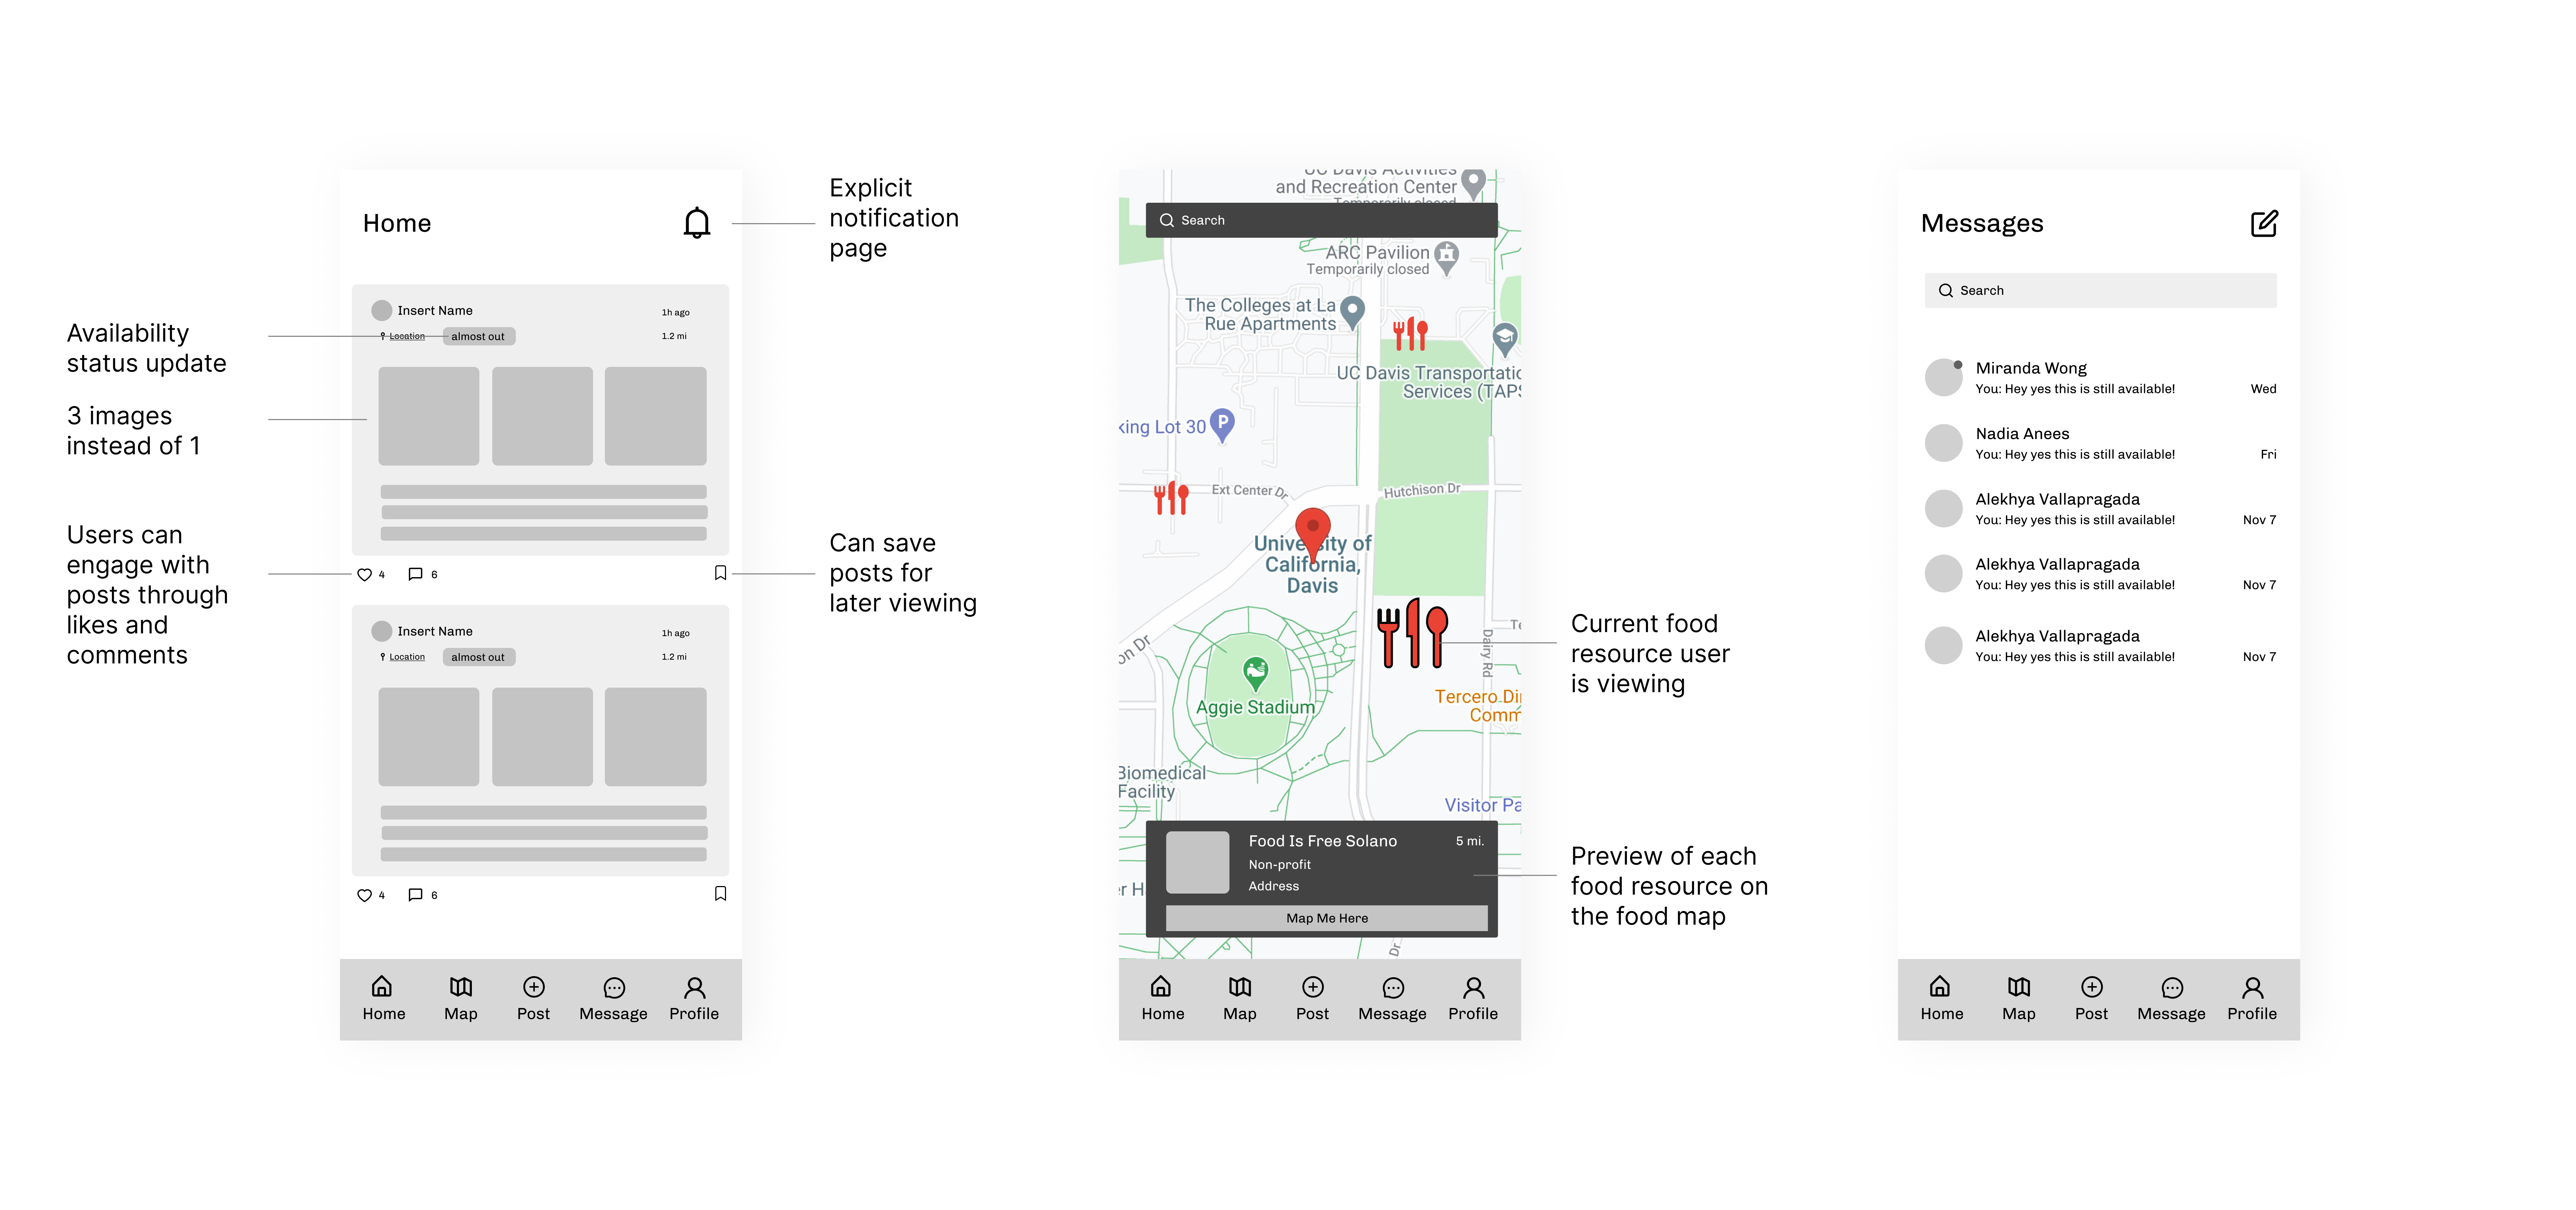 Availability
status update
3 images
instead of 1
Users can
engage with
posts through
likes and
comments
Home
Insert Name
1h ago
Location
almost out
1.2 mi
4
6
Insert Name
1h ago
Location
almost out
1.2 mi
4
6
Home
Map
Post
Message
Profile
Explicit
notification
page
Can save
posts for
later viewing
UC Davis Activities
and Recreation Center
Temporarily closed
Search
ARC Pavilion
Temporarily closed
The Colleges at La
Rue Apartments
UC Davis Transportatic
Services (TAPS
king Lot 30
P
Ext Center Dr
Hutchison Dr
University of
California,
Davis
on Dr
Dairy Rd
Aggie Stadium
Tercero Di
Comm
Biomedical
Facility
Visitor Pa
Food Is Free Solano
5 mi.
Non-profit
Address
r H
Map Me Here
Dr
Home
Map
Post
Message
Profile
Current food
resource user
is viewing
Preview of each
food resource on
the food map
Messages
Search
Miranda Wong
You: Hey yes this is still available!
Wed
Nadia Anees
You: Hey yes this is still available!
Fri
Alekhya Vallapragada
You: Hey yes this is still available!
Nov 7
Alekhya Vallapragada
You: Hey yes this is still available!
Nov 7
Alekhya Vallapragada
You: Hey yes this is still available!
Nov 7
Home
Map
Post
Message
Profile